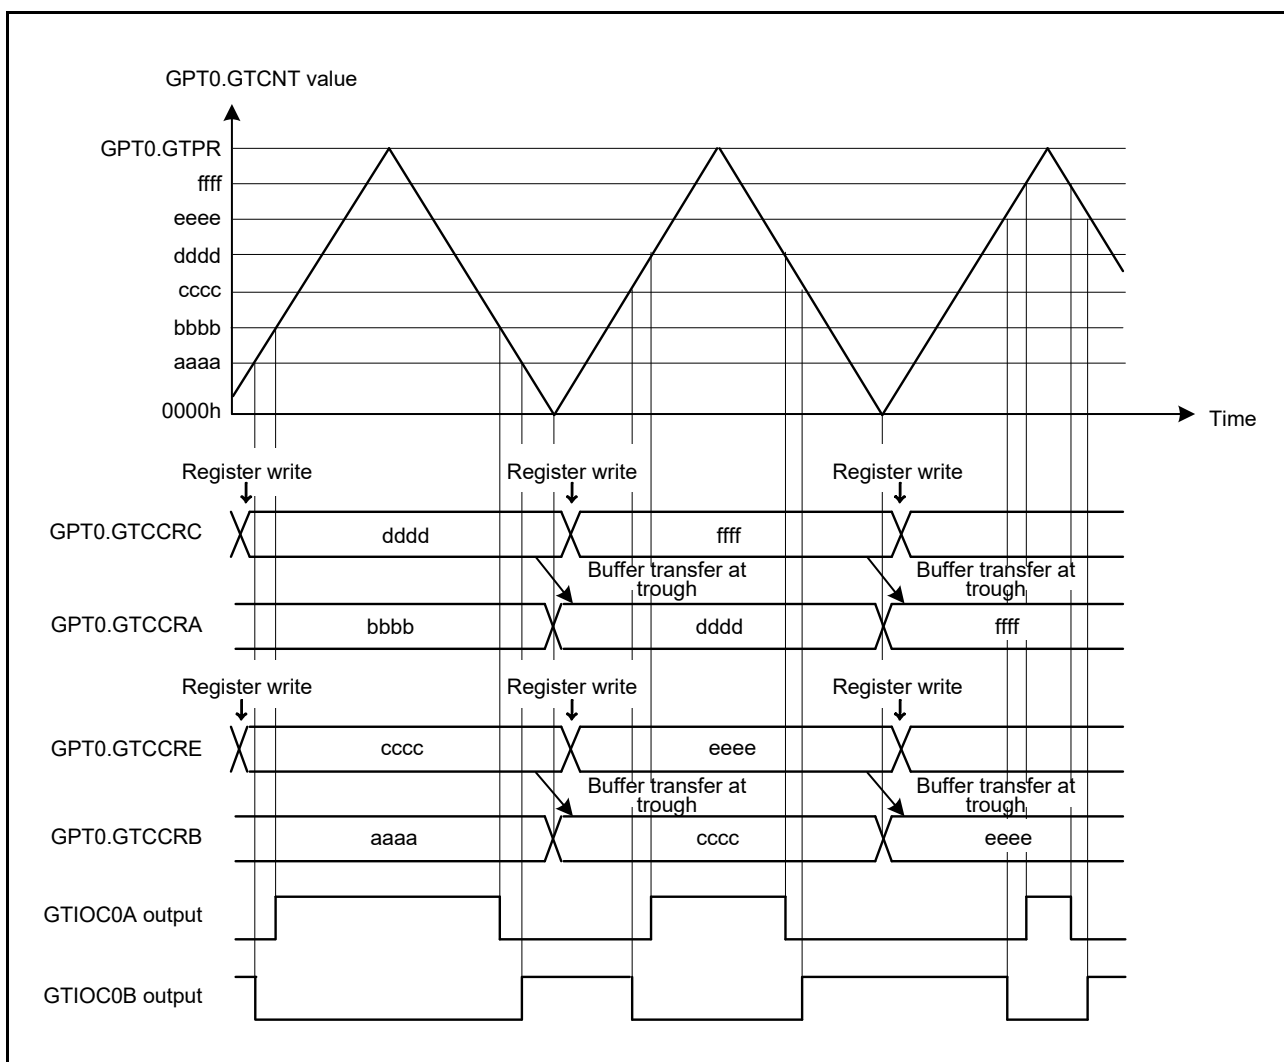 GPT0.GTCNT value
GPT0.GTPR
ffff
eeee
dddd
cccc
bbbb
aaaa
0000h
Time
Register write Register write Register write
GPT0.GTCCRC dddd ffff
Buffer transfer at trough Buffer transfer at trough
GPT0.GTCCRA bbbb dddd ffff
Register write Register write Register write
GPT0.GTCCRE cccc eeee
Buffer transfer at trough Buffer transfer at trough
GPT0.GTCCRB aaaa cccc eeee
GTIOC0A output
GTIOC0B output